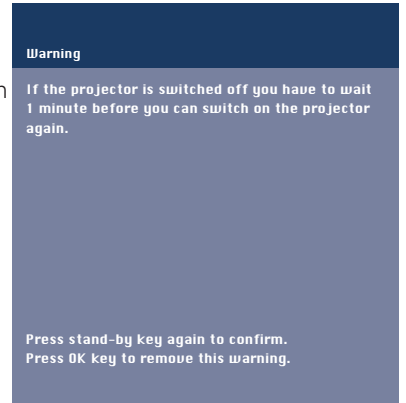 Warning
If the projector is switched off you have to wait
1 minute before you can switch on the projector
again.
Press stand-by key again to confirm.
Press OK key to remove this warning.